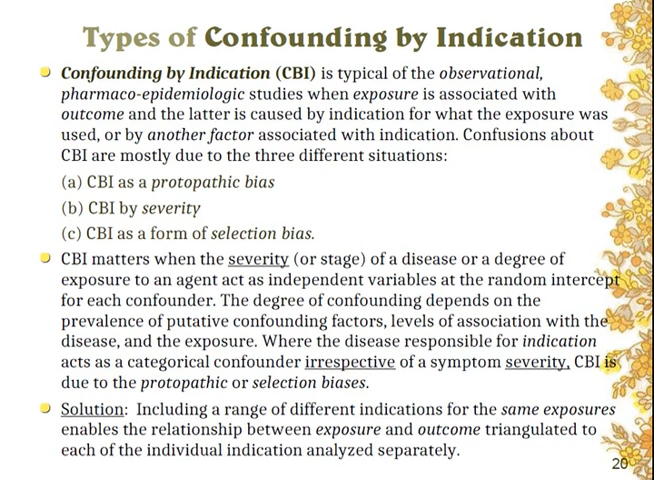 Types of Confounding by Indication
Confounding by Indication (CBI) is typical of the observational,
pharmaco-epidemiologic studies when exposure is associated with
outcome and the latter is caused by indication for what the exposure was
used, or by another factor associated with indication. Confusions about
CBI are mostly due to the three different situations:
(a) CBI as a protopathic bias
(b) CBI by severity
(c) CBI as a form of selection bias.
CBI matters when the severity (or stage) of a disease or a degree of
exposure to an agent act as independent variables at the random intercept
for each confounder. The degree of confounding depends on the
prevalence of putative confounding factors, levels of association with the
disease, and the exposure. Where the disease responsible for indication
acts as a categorical confounder irrespective of a symptom severity, CBI is
due to the protopathic or selection biases.
Solution: Including a range of different indications for the same exposures
enables the relationship between exposure and outcome triangulated to
each of the individual indication analyzed separately.
20